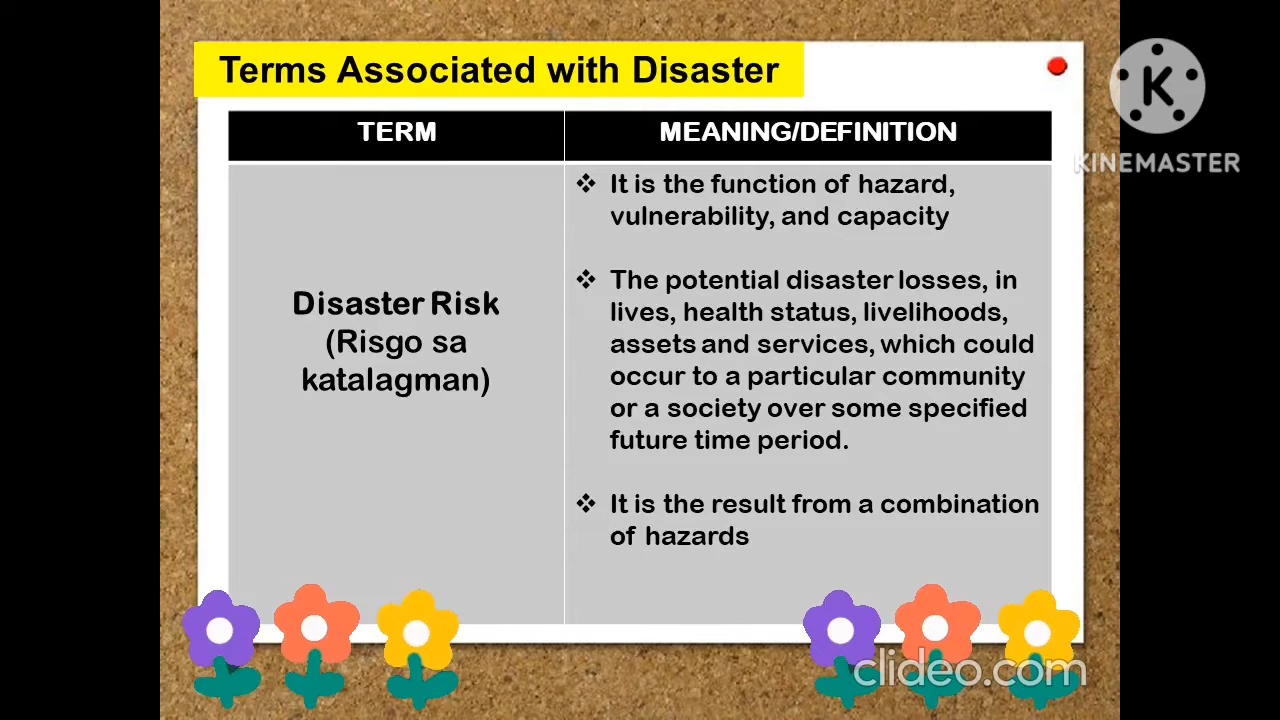 Terms Associated with Disaster
TERM
MEANING/DEFINITION
Disaster Risk
(Risgo sa
katalagman)
❖ It is the function of hazard,
vulnerability, and capacity
❖ The potential disaster losses, in
lives, health status, livelihoods,
assets and services, which could
occur to a particular community
or a society over some specified
future time period.
❖ It is the result from a combination
of hazards
K
KINEMASTER
clideo.com